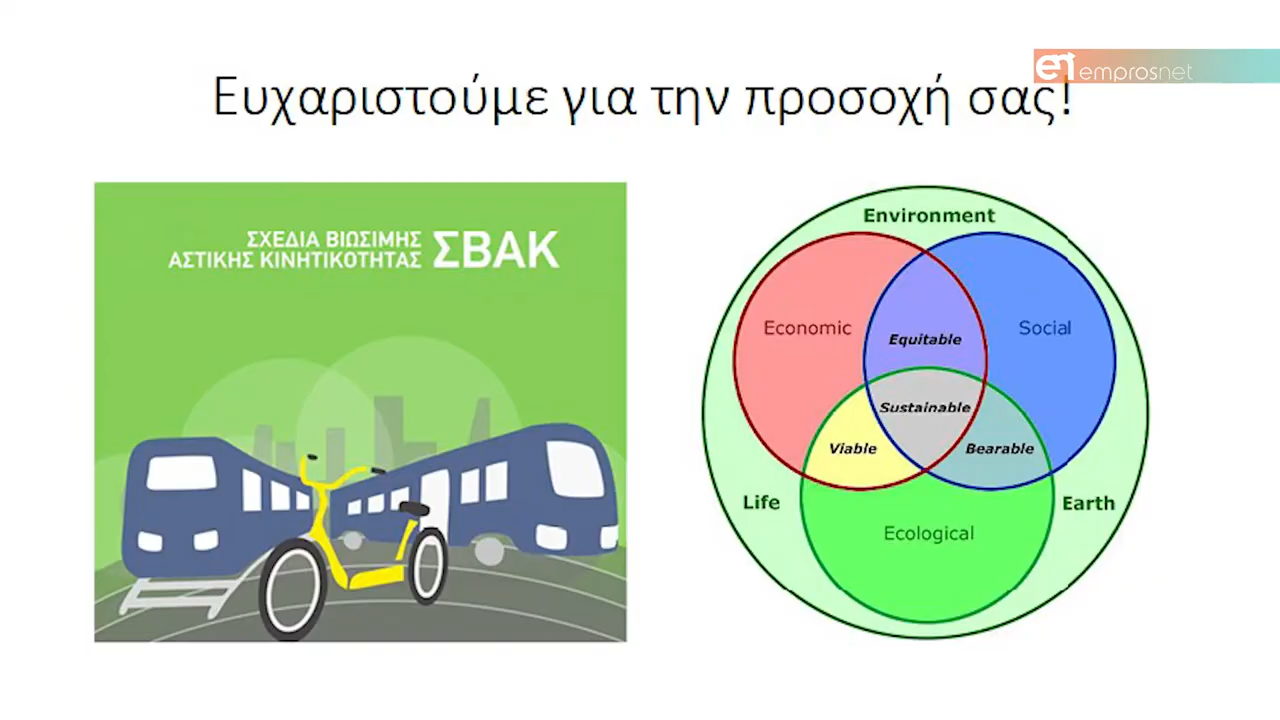 emprosnet
Ευχαριστούμε για την προσοχή σας!
ΣΧΕΔΙΑ ΒΙΩΣΙΜΗΣ
ΑΣΤΙΚΗΣ ΚΙΝΗΤΙΚΟΤΗΤΑΣ
ΣΒΑΚ
Environment
Economic
Social
Equitable
Sustainable
Viable
Bearable
Life
Earth
Ecological